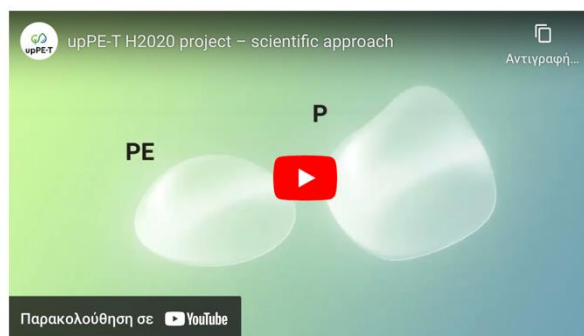 upPE-T
upPE-T H2020 project – scientific approach
Αντιγραφή...
PE
P
Παρακολούθηση σε YouTube